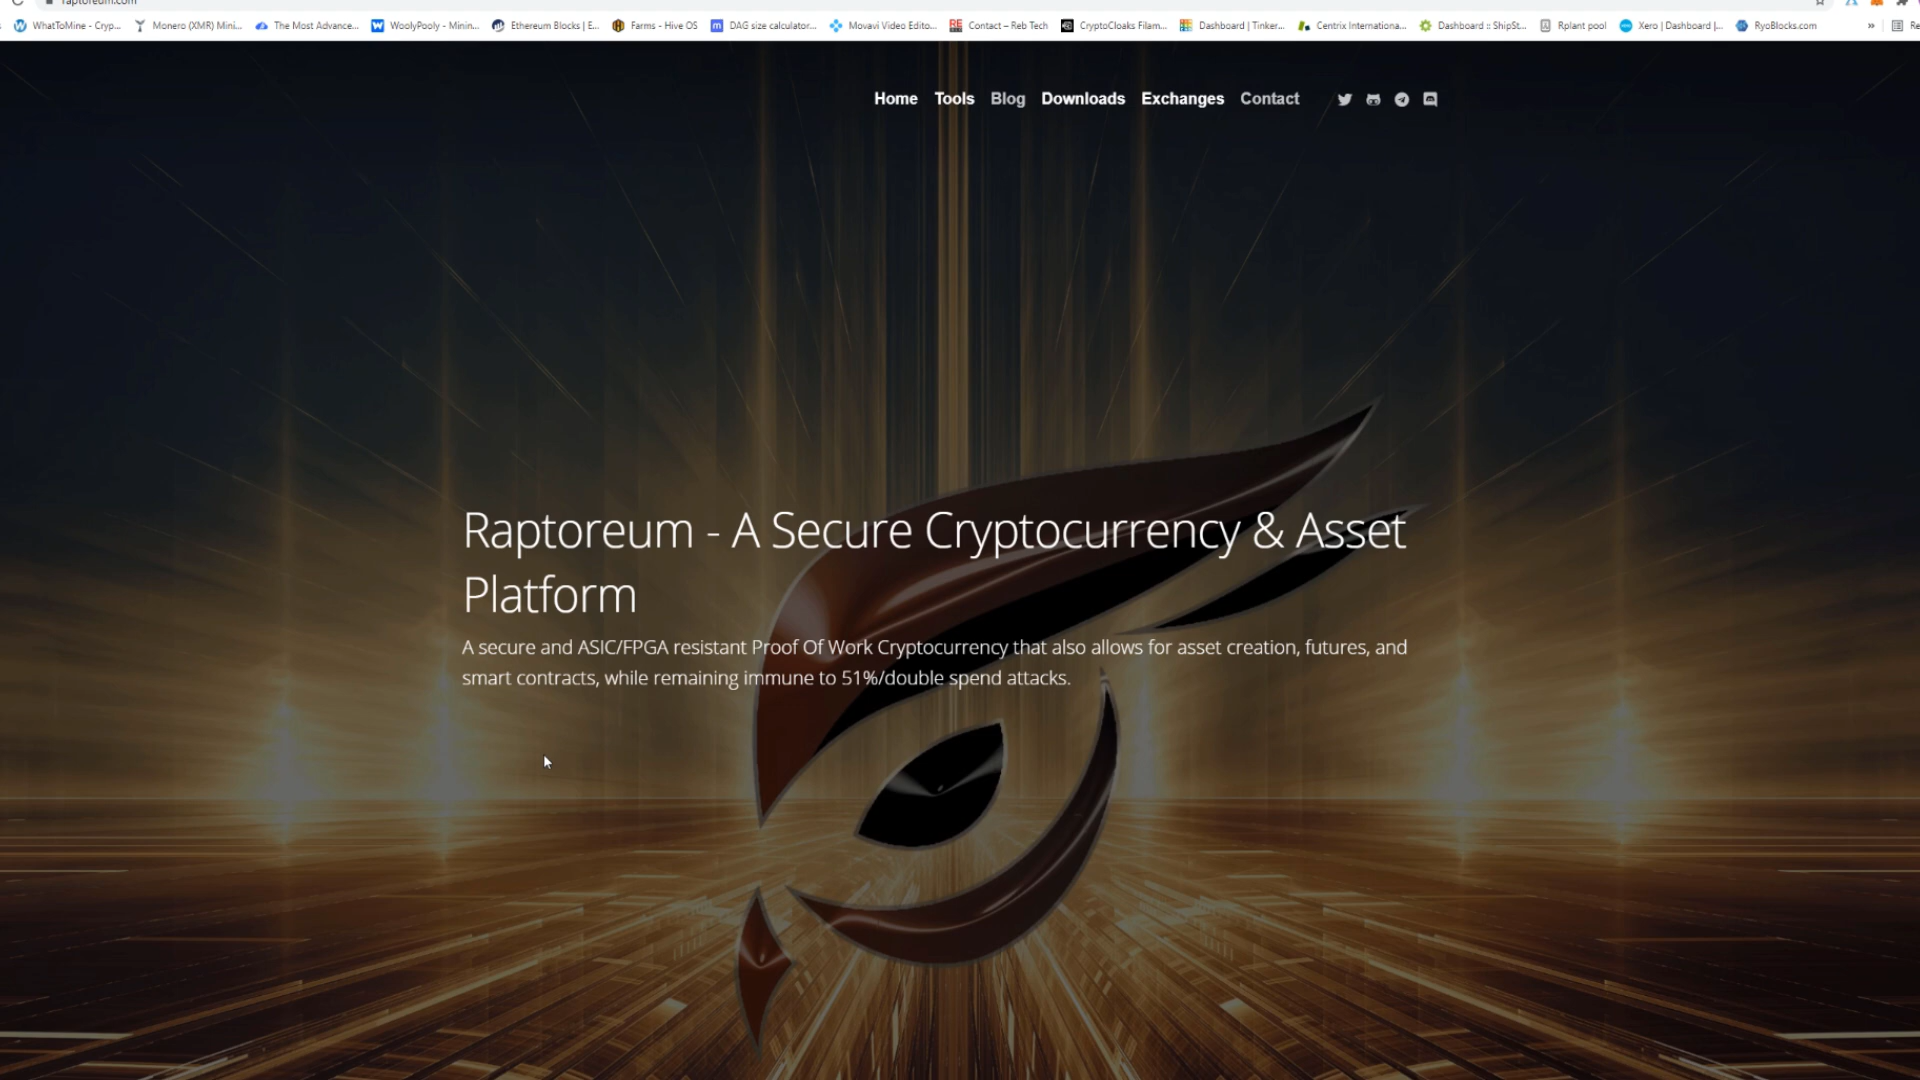 raptoreum.com
WhatToMine - Cryp... Monero (XMR) Mini... The Most Advance... WoolyPooly - Minin... Ethereum Blocks | E... Farms - Hive OS DAG size calculator... Movavi Video Edito... Contact – Reb Tech CryptoCloaks Filam... Dashboard | Tinker... Centrix Internationa... Dashboard :: ShipSt... Rplant pool Xero | Dashboard |... RyoBlocks.com » Re
Home Tools Blog Downloads Exchanges Contact
Raptoreum - A Secure Cryptocurrency & Asset
Platform
A secure and ASIC/FPGA resistant Proof Of Work Cryptocurrency that also allows for asset creation, futures, and
smart contracts, while remaining immune to 51%/double spend attacks.